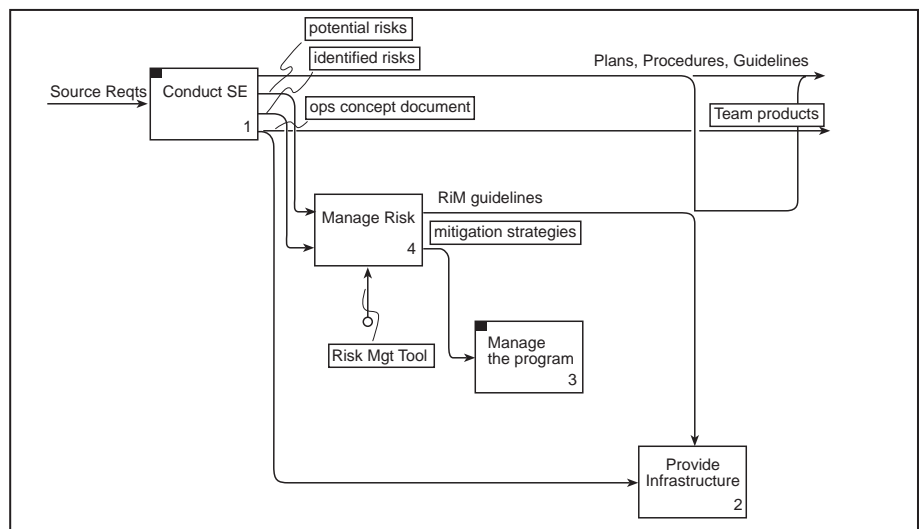 potential risks
identified risks
Plans, Procedures, Guidelines
Source Reqts
Conduct SE
ops concept document
Team products
1
RiM guidelines
Manage Risk
mitigation strategies
4
Manage
the program
Risk Mgt Tool
3
Provide
Infrastructure
2